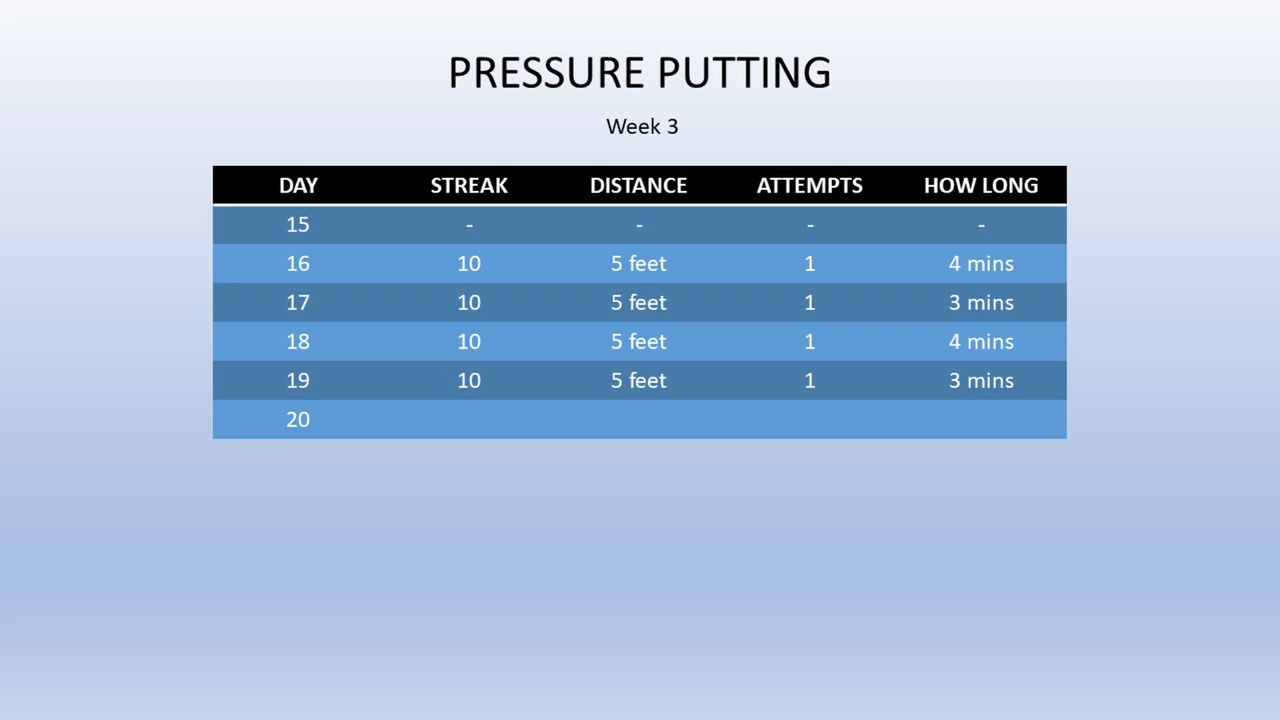 PRESSURE PUTTING
Week 3
DAY STREAK DISTANCE ATTEMPTS HOW LONG
15 - - - -
16 10 5 feet 1 4 mins
17 10 5 feet 1 3 mins
18 10 5 feet 1 4 mins
19 10 5 feet 1 3 mins
20